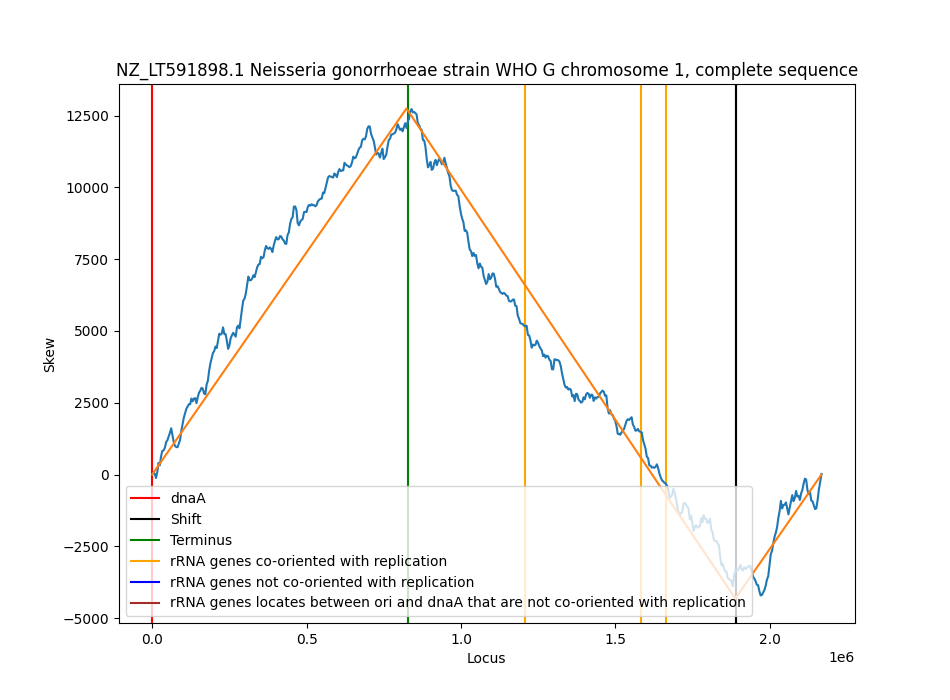 NZ_LT591898.1 Neisseria gonorrhoeae strain WHO G chromosome 1, complete sequence
12500
10000
7500
5000
2500
0
−2500
−5000
Skew
dnaA
Shift
Terminus
rRNA genes co-oriented with replication
rRNA genes not co-oriented with replication
rRNA genes locates between ori and dnaA that are not co-oriented with replication
0.0 0.5 1.0 1.5 2.0
1e6
Locus